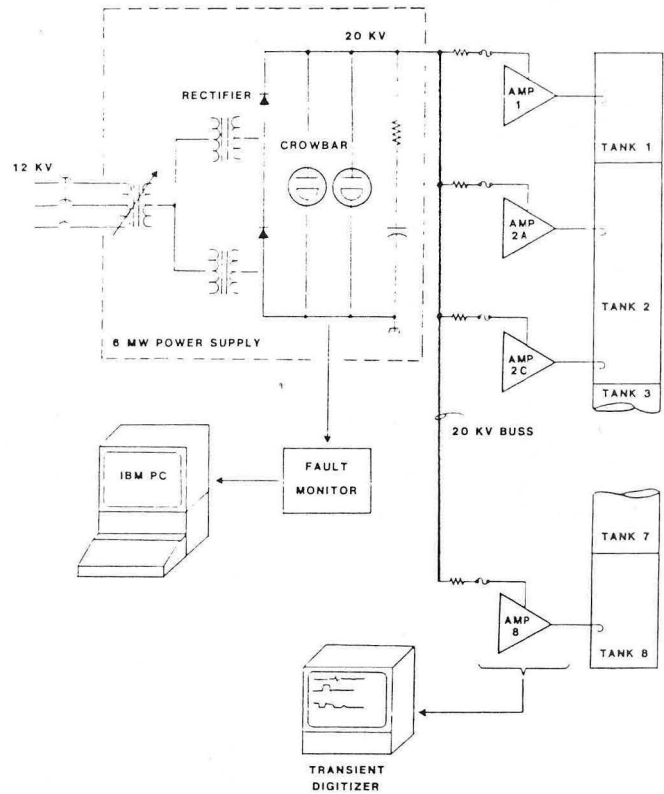 20 KV
RECTIFIER
CROWBAR
12 KV
6 MW POWER SUPPLY
AMP
1
TANK 1
AMP
2A
TANK 2
AMP
2C
TANK 3
20 KV BUSS
IBM PC
FAULT
MONITOR
TANK 7
AMP
8
TANK 8
TRANSIENT
DIGITIZER